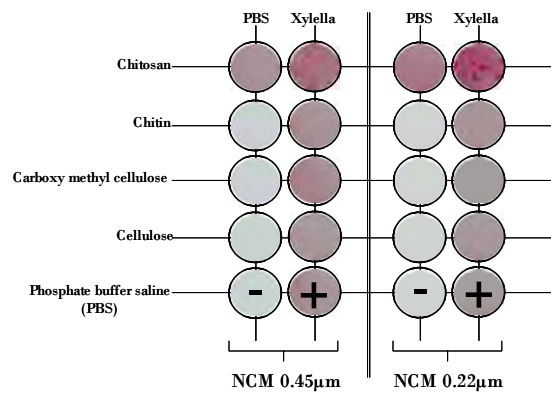 PBS Xylella PBS Xylella
Chitosan
Chitin
Carboxy methyl cellulose
Cellulose
Phosphate buffer saline - + - +
(PBS)
NCM 0.45μm NCM 0.22μm